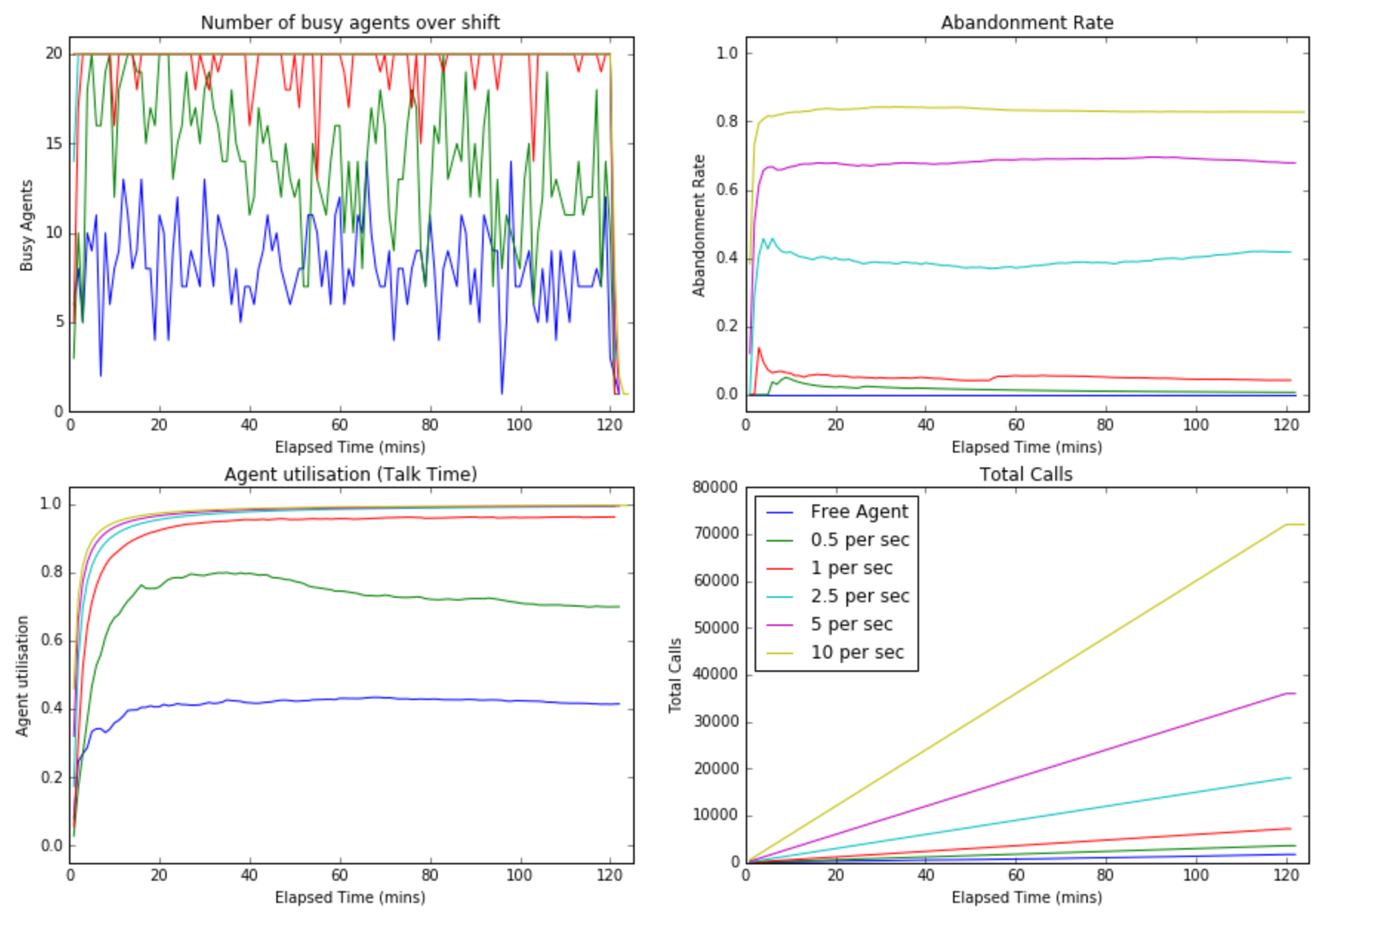 Number of busy agents over shift
20
15
10
5
0
Busy Agents
0 20 40 60 80 100 120
Elapsed Time (mins)
Abandonment Rate
1.0
0.8
0.6
0.4
0.2
0.0
Abandonment Rate
0 20 40 60 80 100 120
Elapsed Time (mins)
Agent utilisation (Talk Time)
1.0
0.8
0.6
0.4
0.2
0.0
Agent utilisation
0 20 40 60 80 100 120
Elapsed Time (mins)
Total Calls
80000
70000
60000
50000
40000
30000
20000
10000
0
Total Calls
Free Agent
0.5 per sec
1 per sec
2.5 per sec
5 per sec
10 per sec
0 20 40 60 80 100 120
Elapsed Time (mins)